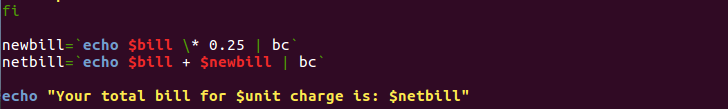 fi
newbill=`echo $bill \* 0.25 | bc`
netbill=`echo $bill + $newbill | bc`
echo "Your total bill for $unit charge is: $netbill"